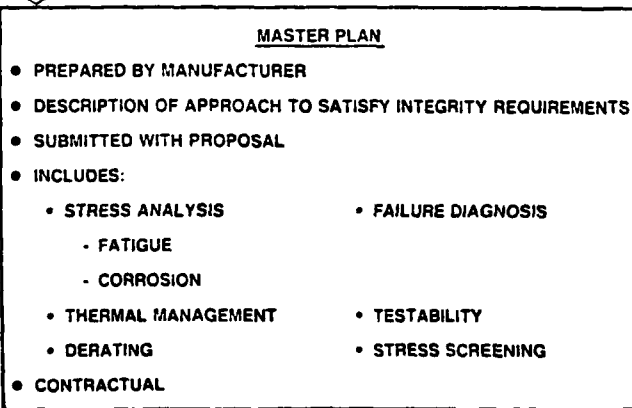 MASTER PLAN
● PREPARED BY MANUFACTURER
● DESCRIPTION OF APPROACH TO SATISFY INTEGRITY REQUIREMENTS
● SUBMITTED WITH PROPOSAL
● INCLUDES:
• STRESS ANALYSIS • FAILURE DIAGNOSIS
- FATIGUE
- CORROSION
• THERMAL MANAGEMENT • TESTABILITY
• DERATING • STRESS SCREENING
● CONTRACTUAL